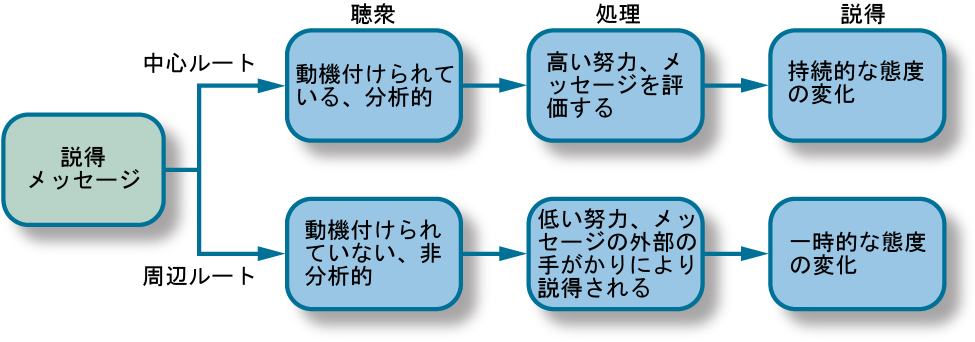 聴衆
処理
説得
中心ルート
動機付けられて
いる、分析的
高い努力、メ
ッセージを評
価する
持続的な態度
の変化
説得
メッセージ
動機付けられ
ていない、非
分析的
低い努力、メッ
セージの外部の
手がかりにより
説得される
一時的な態度
の変化
周辺ルート